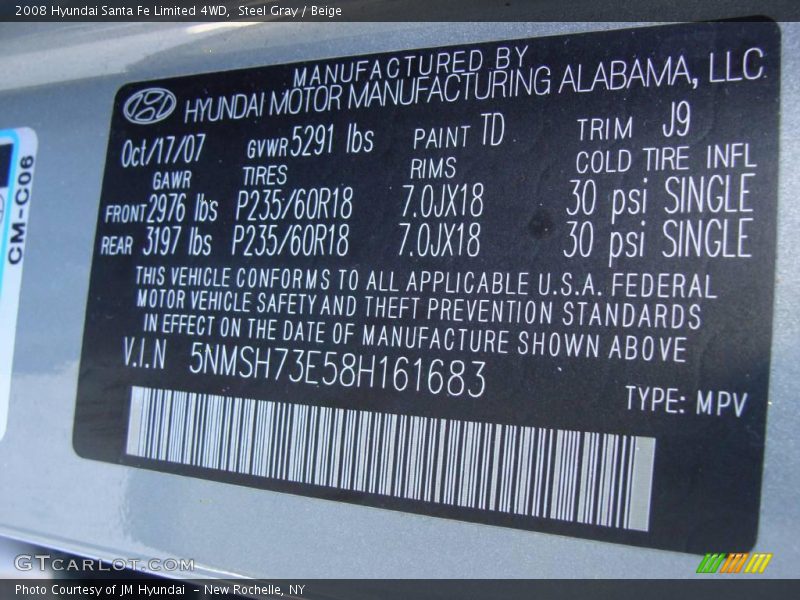 2008 Hyundai Santa Fe Limited 4WD, Steel Gray / Beige
MANUFACTURED BY
HYUNDAI MOTOR MANUFACTURING ALABAMA, LLC
Oct/17/07 GVWR 5291 lbs PAINT TD TRIM J9
GAWR TIRES RIMS COLD TIRE INFL
FRONT 2976 lbs P235/60R18 7.0JX18 30 psi SINGLE
REAR 3197 lbs P235/60R18 7.0JX18 30 psi SINGLE
THIS VEHICLE CONFORMS TO ALL APPLICABLE U.S.A. FEDERAL
MOTOR VEHICLE SAFETY AND THEFT PREVENTION STANDARDS
IN EFFECT ON THE DATE OF MANUFACTURE SHOWN ABOVE
V.I.N 5NMSH73E58H161683
TYPE: MPV
CM-C06
GTCARLOT.COM
Photo Courtesy of JM Hyundai - New Rochelle, NY